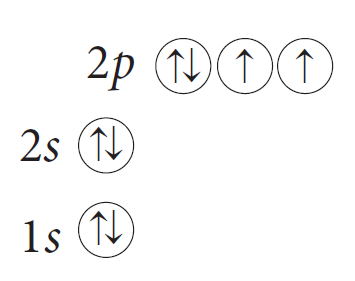 2p ↑↓ ↑ ↑
2s ↑↓
1s ↑↓